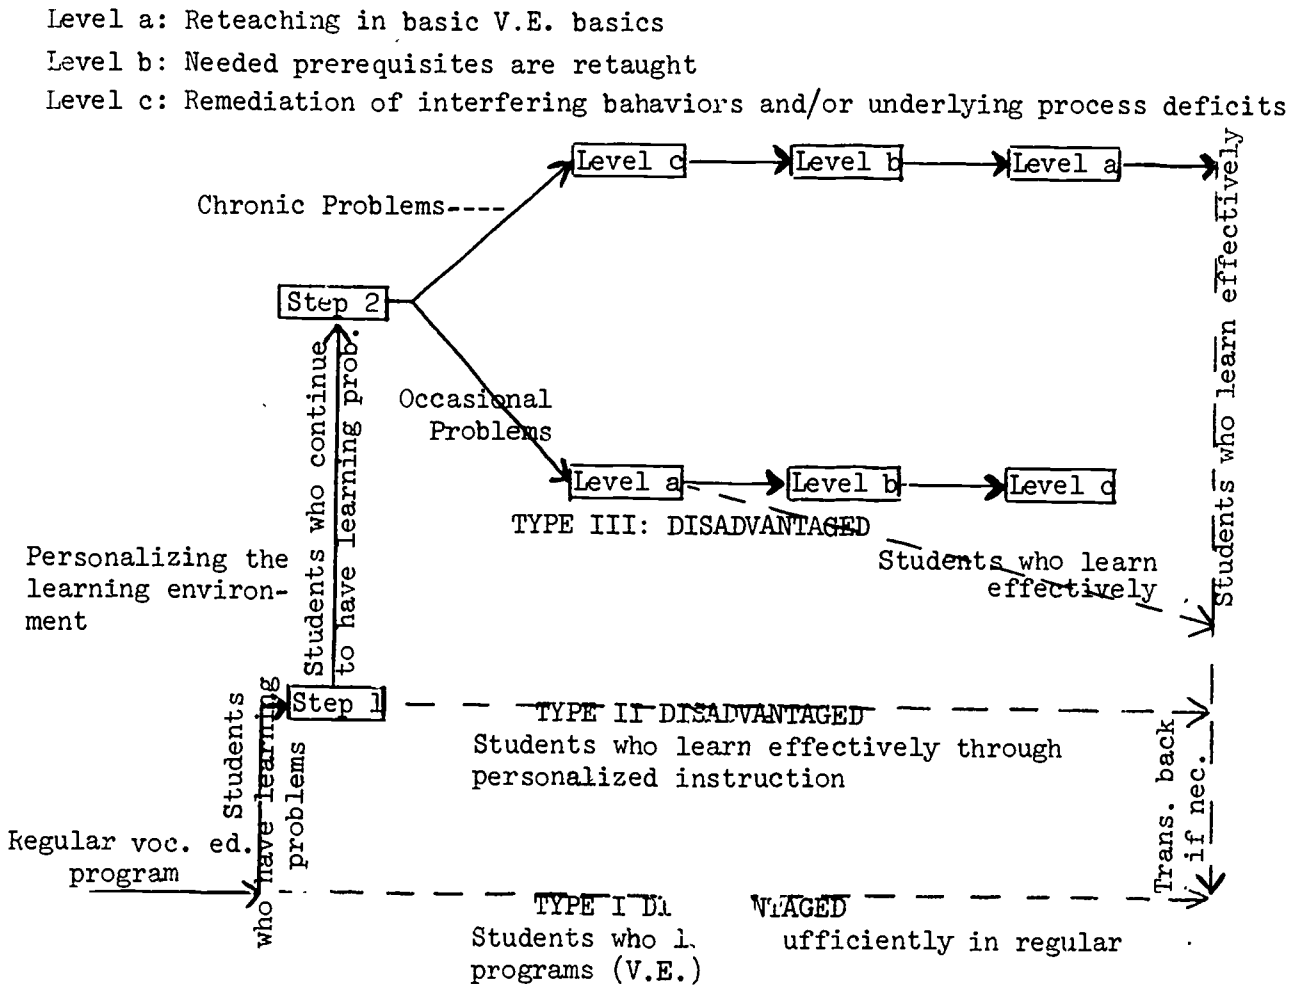 Level a: Reteaching in basic V.E. basics
Level b: Needed prerequisites are retaught
Level c: Remediation of interfering bahaviors and/or underlying process deficits
Level c
Level b
Level a
Chronic Problems----
Step 2
Students who learn effectively
Students who continue
to have learning prob.
Occasional
Problems
Level a
Level b
Level c
TYPE III: DISADVANTAGED
Students who learn
effectively
Personalizing the
learning environ-
ment
Step 1
Students
who have learning
problems
TYPE II DISADVANTAGED
Students who learn effectively through
personalized instruction
Trans. back
if nec.
Regular voc. ed.
program
TYPE I
Students who
in regular
programs (V.E.)